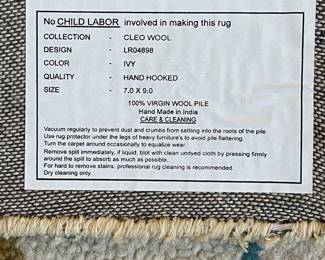 No CHILD LABOR involved in making this rug
COLLECTION - CLEO WOOL
DESIGN - LR04898
COLOR - IVY
QUALITY - HAND HOOKED
SIZE - 7.0 X 9.0
100% VIRGIN WOOL PILE
Hand Made in India
CARE & CLEANING
Vacuum regularly to prevent dust and crumbs from settling into the roots of the pile.
Use rug protector under the legs of heavy furniture's to avoid pile flattering.
Turn the carpet around occasionally to equalize wear.
Remove spill immediately, if liquid, blot with clean undyed cloth by pressing firmly
around the spill to absorb as much as possible.
For hard to remove stains, professional rug cleaning is recommended.
Dry cleaning only.